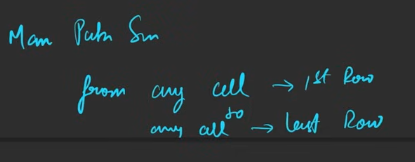 Max Path Sum
from any cell → 1st Row
any cell to → last Row